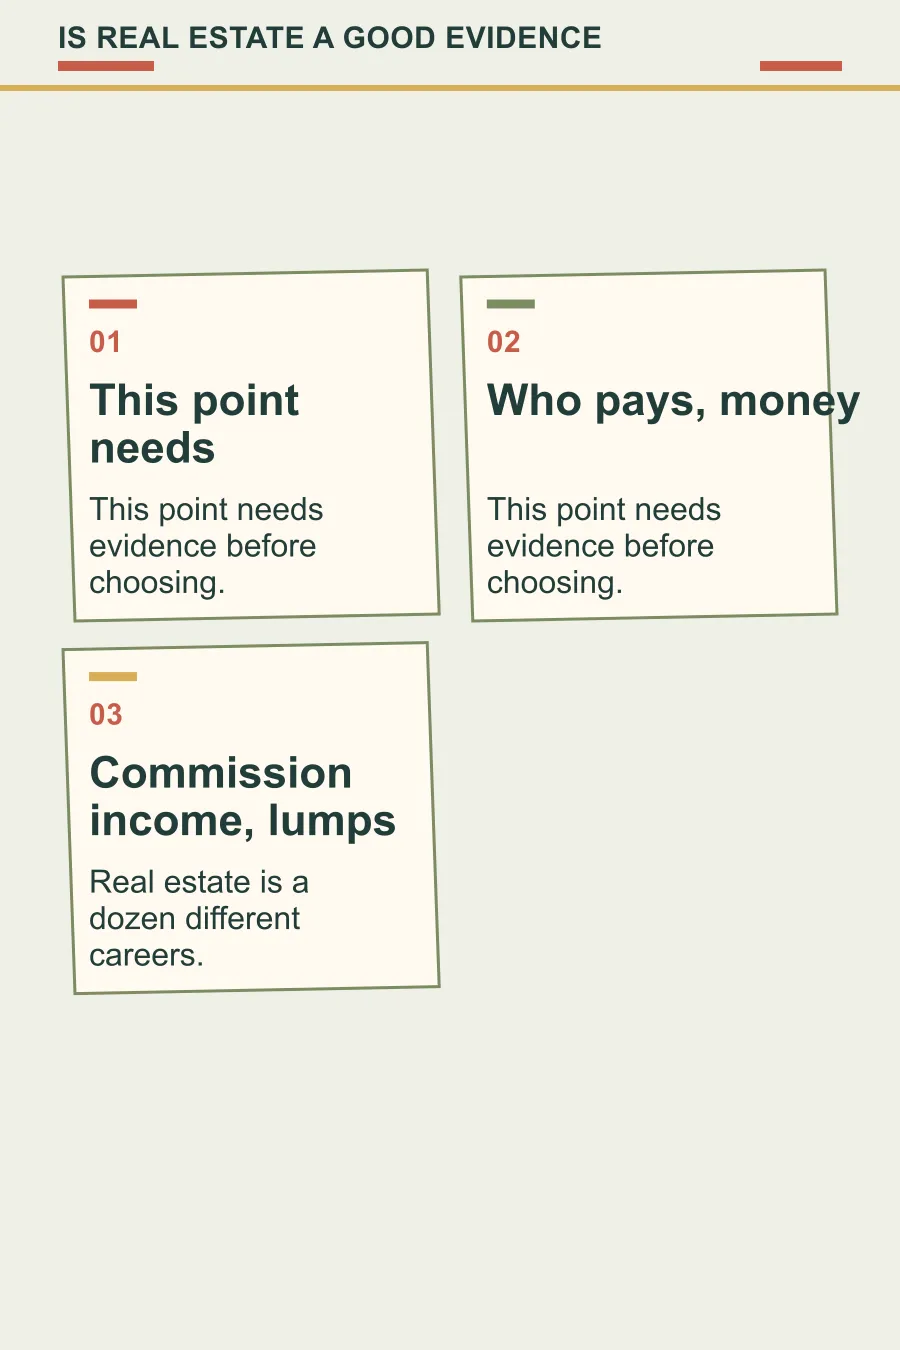 IS REAL ESTATE A GOOD EVIDENCE
01
This point
needs
This point needs
evidence before
choosing.
02
Who pays, money
This point needs
evidence before
choosing.
03
Commission
income, lumps
Real estate is a
dozen different
careers.